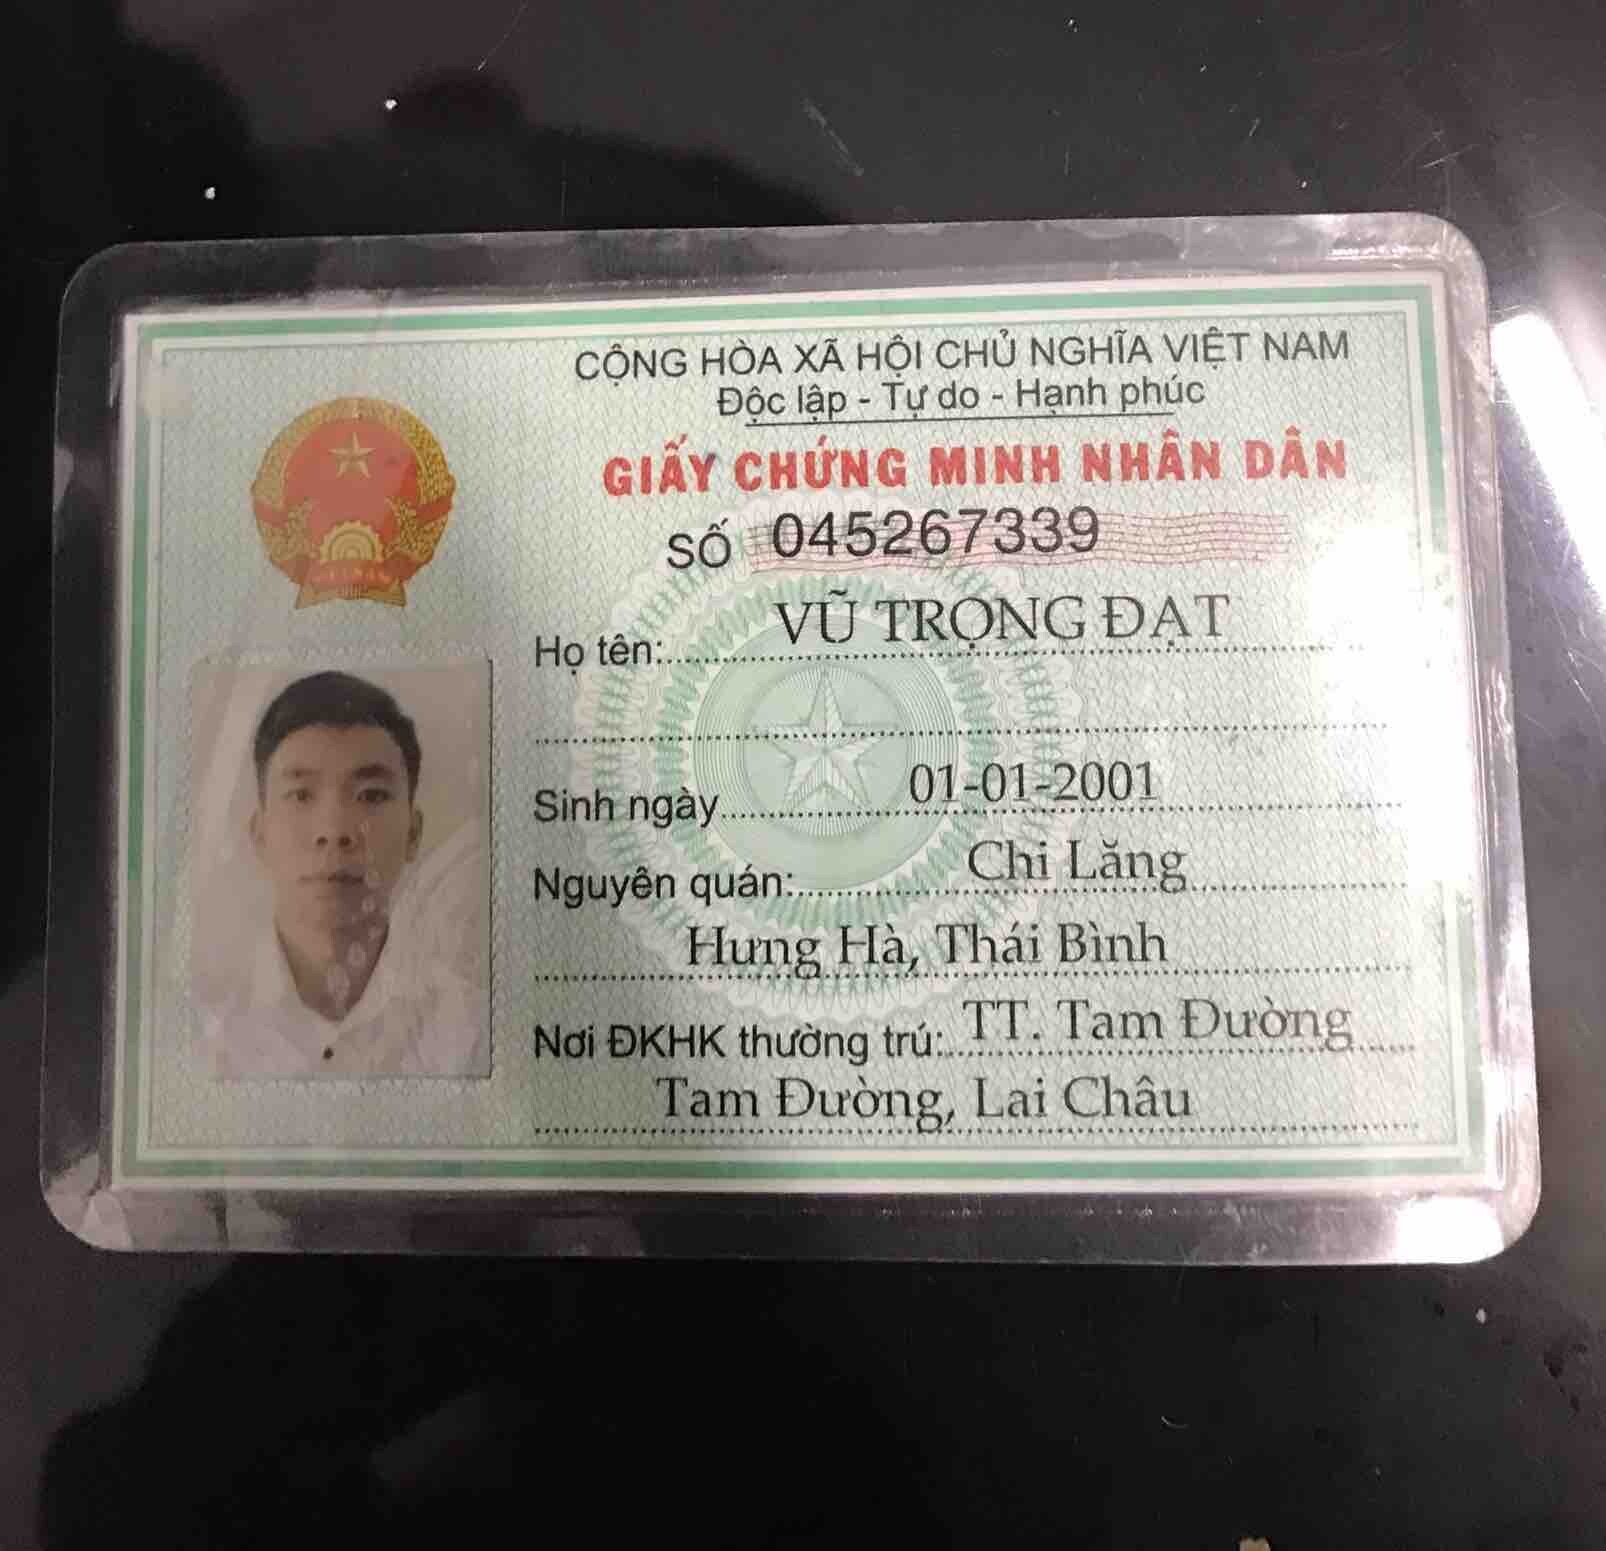 CỘNG HÒA XÃ HỘI CHỦ NGHĨA VIỆT NAM
Độc lập - Tự do - Hạnh phúc
GIẤY CHỨNG MINH NHÂN DÂN
SỐ 045267339
Họ tên: VŨ TRỌNG ĐẠT
Sinh ngày 01-01-2001
Nguyên quán: Chi Lăng
Hưng Hà, Thái Bình
Nơi ĐKHK thường trú: TT. Tam Đường
Tam Đường, Lai Châu